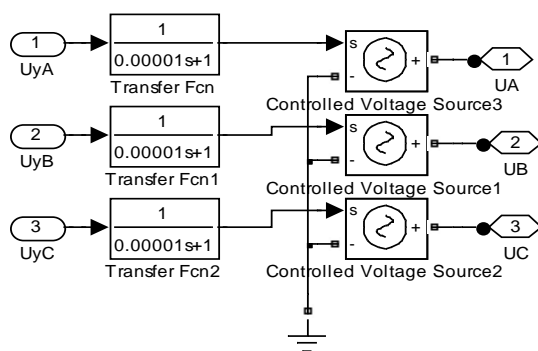 1
UyA
1
0.00001s+1
Transfer Fcn
s
-
+
Controlled Voltage Source3
1
UA
2
UyB
1
0.00001s+1
Transfer Fcn1
s
-
+
Controlled Voltage Source1
2
UB
3
UyC
1
0.00001s+1
Transfer Fcn2
s
-
+
Controlled Voltage Source2
3
UC